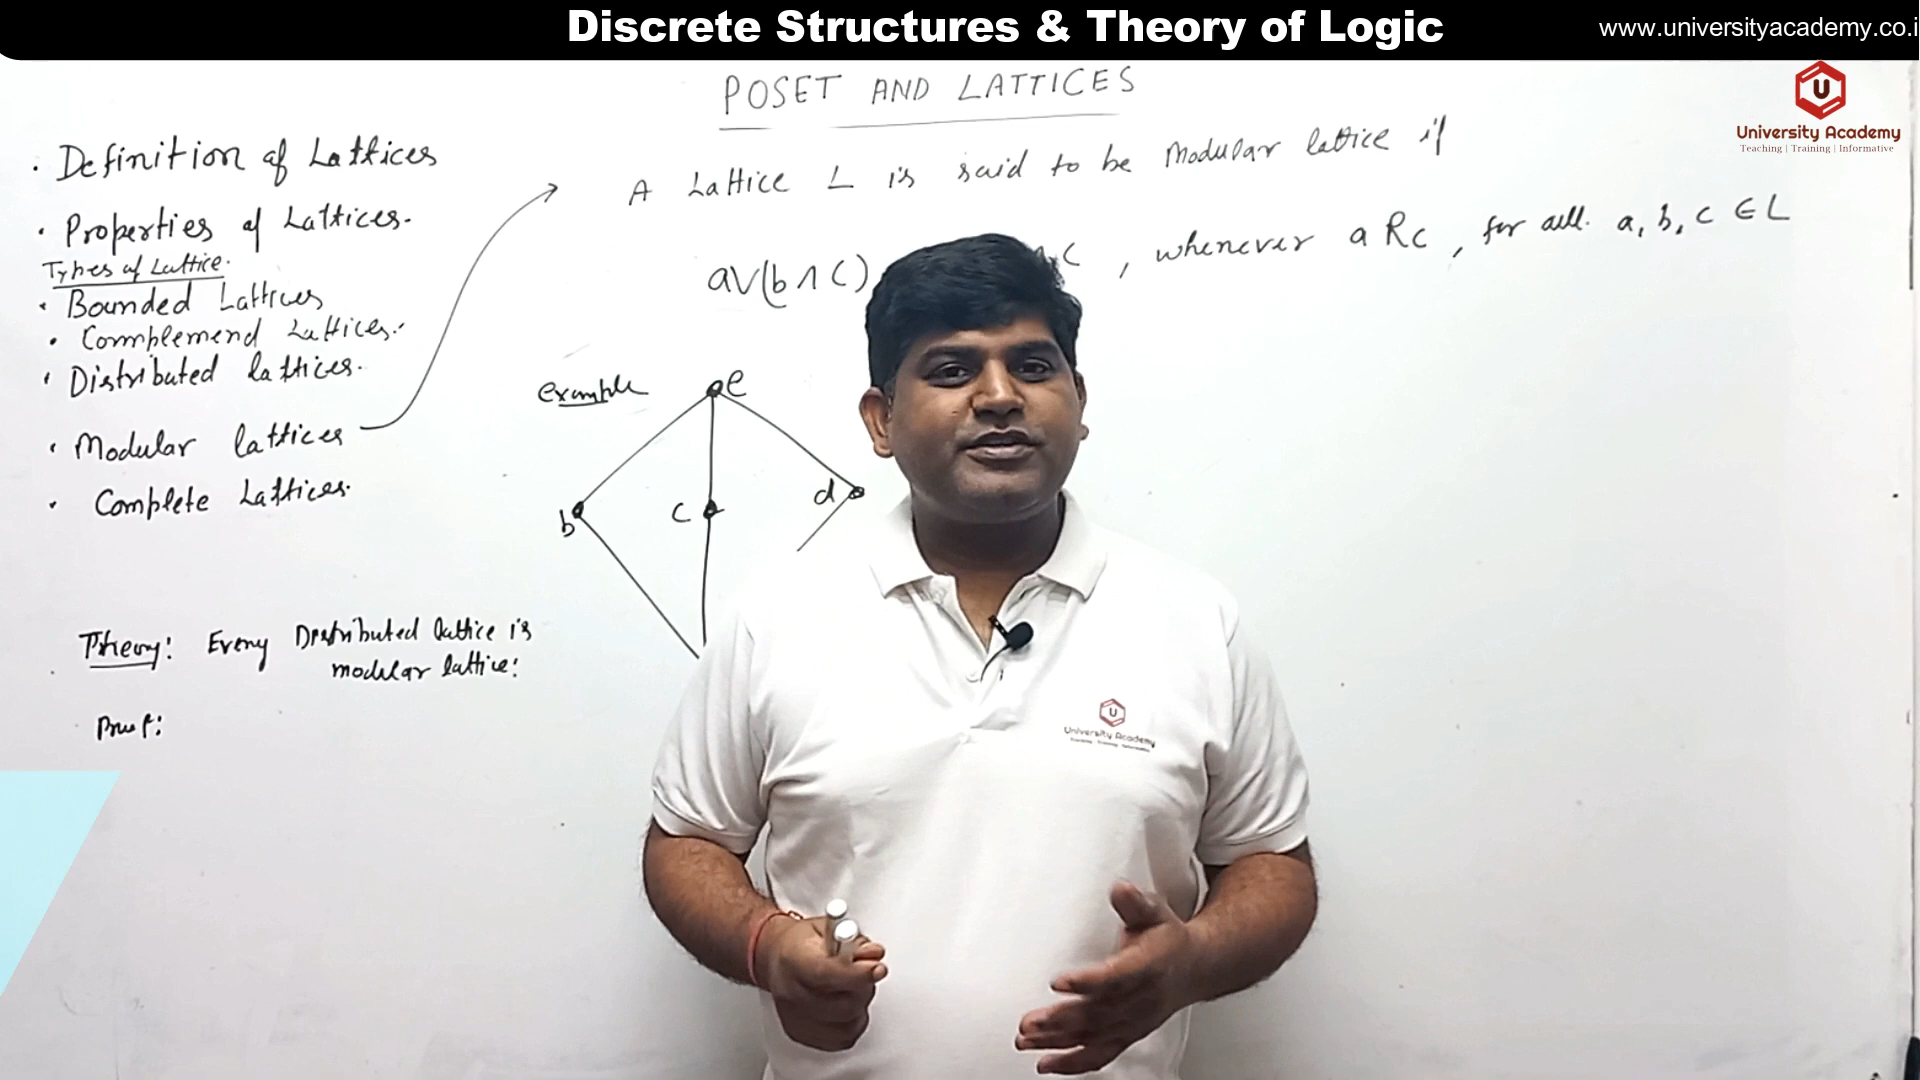 Discrete Structures & Theory of Logic
www.universityacademy.co.i
U
University Academy
Teaching | Training | Informative
POSET AND LATTICES
A Lattice L is said to be Modular lattice if
aV(b∧C) ∧C , whenever a R c , for all. a, b, c ∈ L
• Definition of Lattices
• Properties of Lattices.
Types of Lattice.
• Bounded Lattices
• Complemend Lattices.
• Distributed lattices.
• Modular lattices
• Complete Lattices.
example
e
b
c
d
Theory: Every Distributed lattice is
modular lattice:
Proof:
U
University Academy